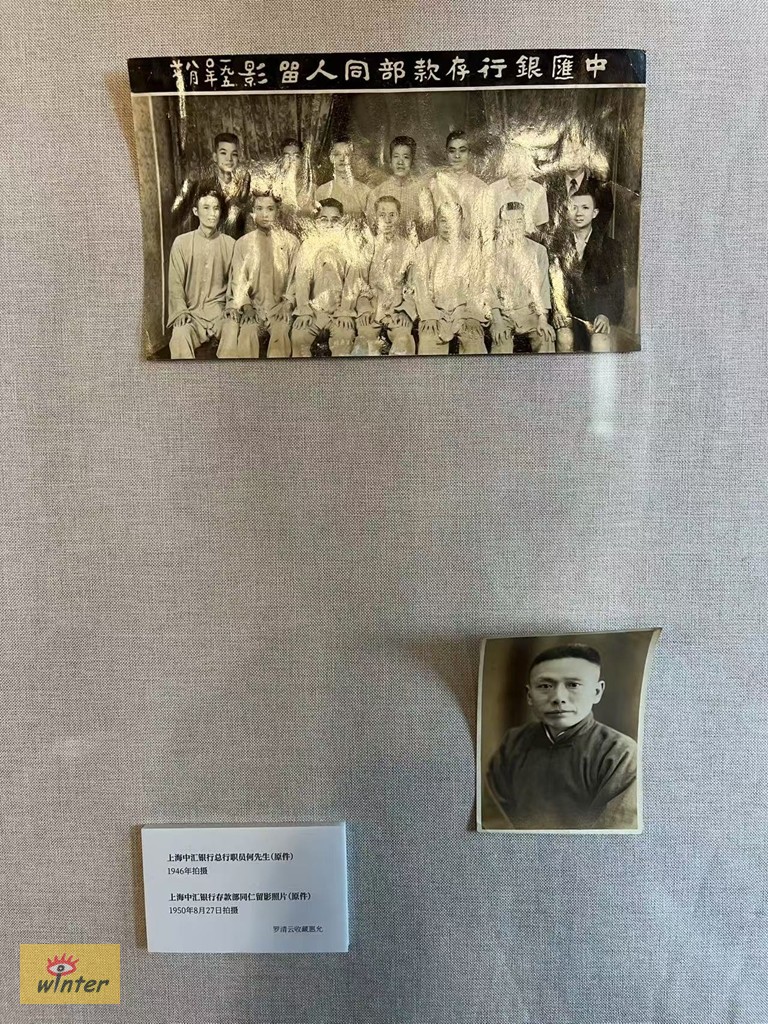 中匯銀行存款部同人留影
上海中汇银行总行职员何先生(原件)
1946年拍摄
上海中汇银行存款部同仁留影照片(原件)
1950年8月27日拍摄
罗清云收藏惠允
winter